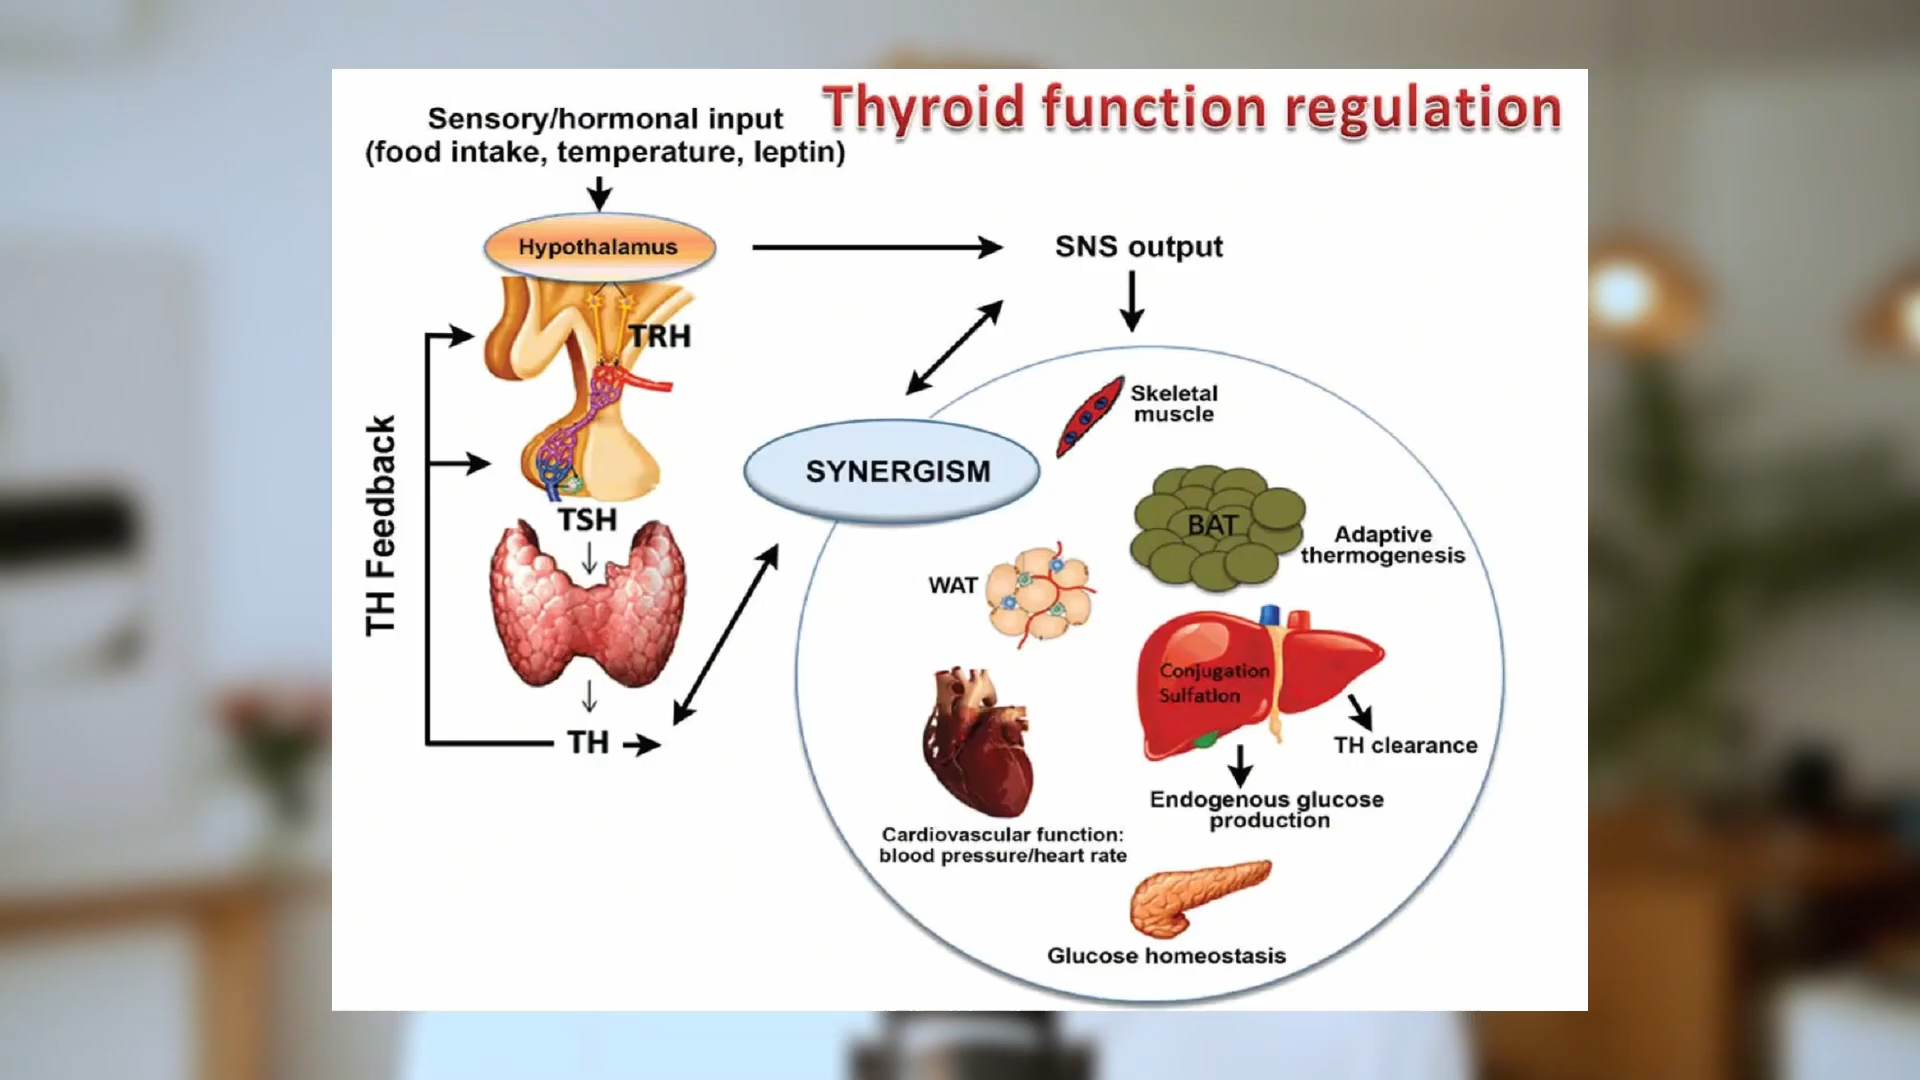 Thyroid function regulation
Sensory/hormonal input
(food intake, temperature, leptin)
Hypothalamus
SNS output
TRH
TH Feedback
TSH
TH
SYNERGISM
Skeletal
muscle
BAT
Adaptive
thermogenesis
WAT
Conjugation
Sulfation
TH clearance
Endogenous glucose
production
Cardiovascular function:
blood pressure/heart rate
Glucose homeostasis